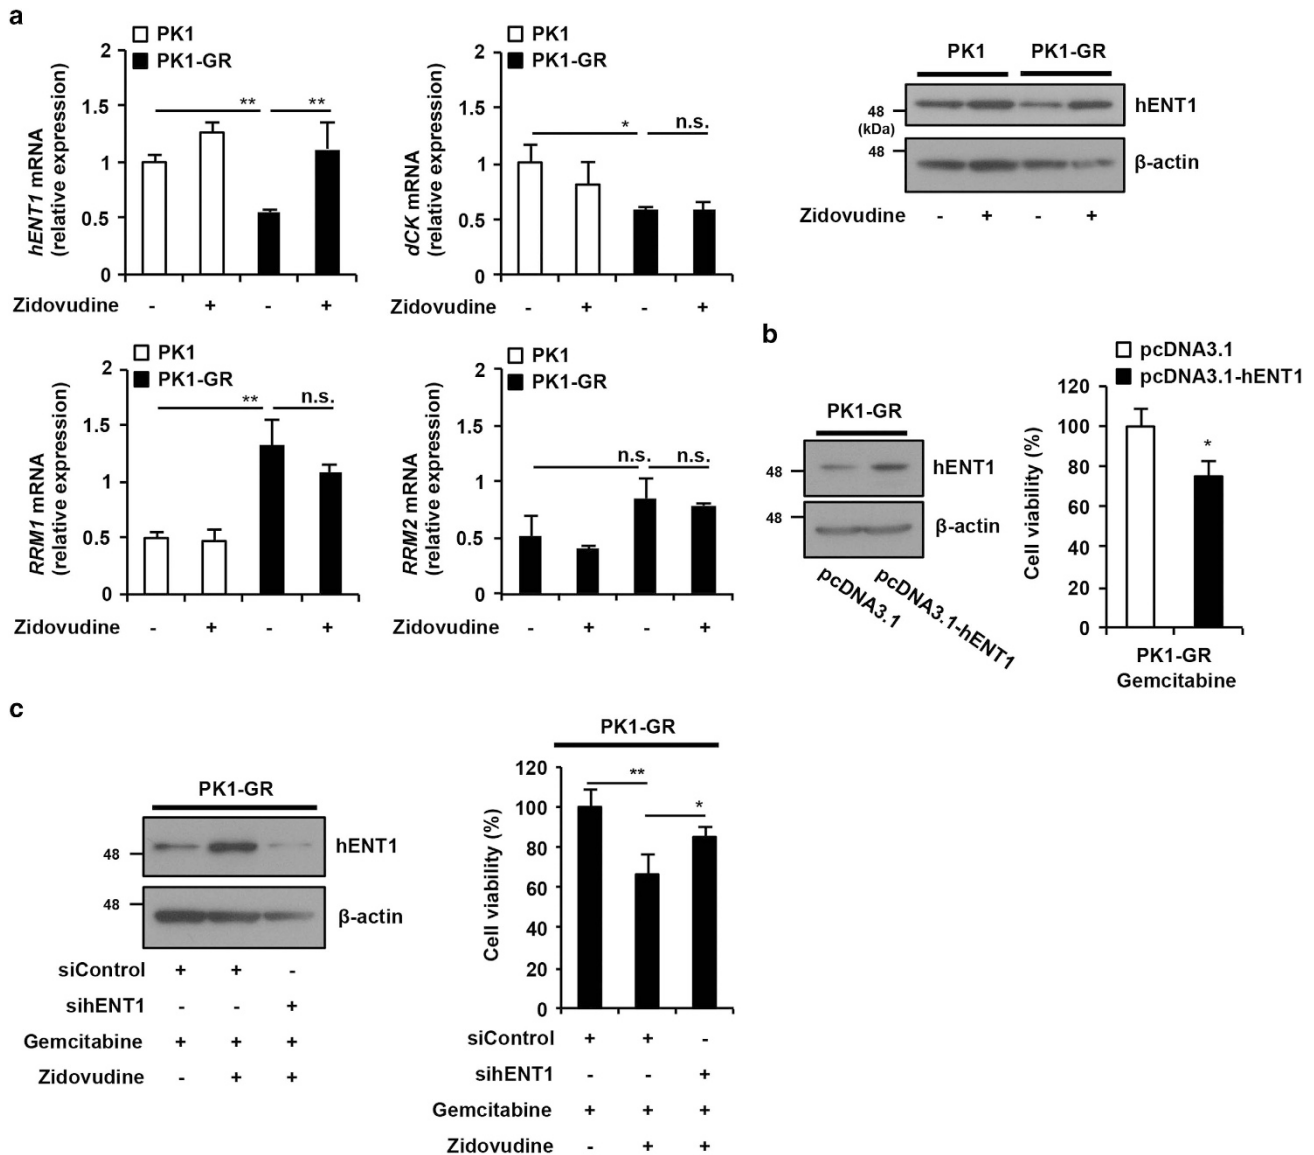 a
PK1
PK1-GR
2
1.5
1
0.5
0
hENT1 mRNA
(relative expression)
** **
Zidovudine - + - +
PK1
PK1-GR
2
1.5
1
0.5
0
dCK mRNA
(relative expression)
* n.s.
Zidovudine - + - +
PK1 PK1-GR
48
(kDa)
hENT1
48
β-actin
Zidovudine - + - +
PK1
PK1-GR
2
1.5
1
0.5
0
RRM1 mRNA
(relative expression)
** n.s.
Zidovudine - + - +
PK1
PK1-GR
2
1.5
1
0.5
0
RRM2 mRNA
(relative expression)
n.s. n.s.
Zidovudine - + - +
b
PK1-GR
48
hENT1
48
β-actin
pcDNA3.1
pcDNA3.1-hENT1
pcDNA3.1
pcDNA3.1-hENT1
120
100
80
60
40
20
0
Cell viability (%)
*
PK1-GR
Gemcitabine
c
PK1-GR
48
hENT1
48
β-actin
siControl + + -
sihENT1 - - +
Gemcitabine + + +
Zidovudine - + +
PK1-GR
120
100
80
60
40
20
0
Cell viability (%)
**
*
siControl + + -
sihENT1 - - +
Gemcitabine + + +
Zidovudine - + +